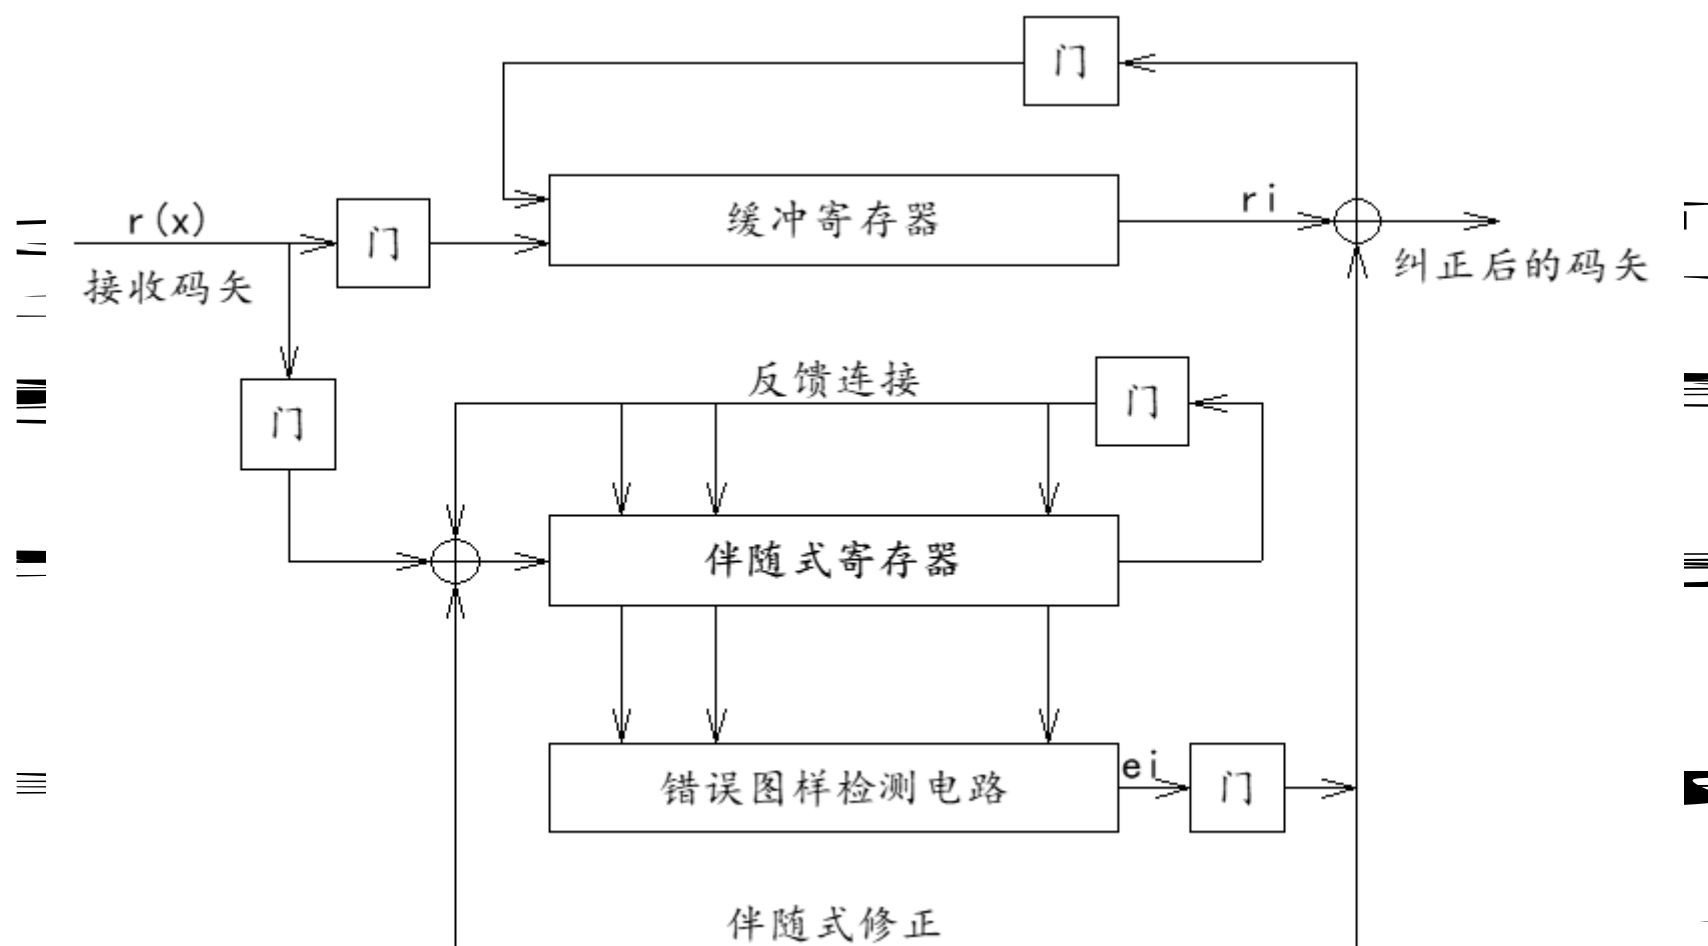 门
缓冲寄存器
ri
r(x)
门
接收码矢
纠正后的码矢
反馈连接
门
门
伴随式寄存器
错误图样检测电路
ei
门
伴随式修正